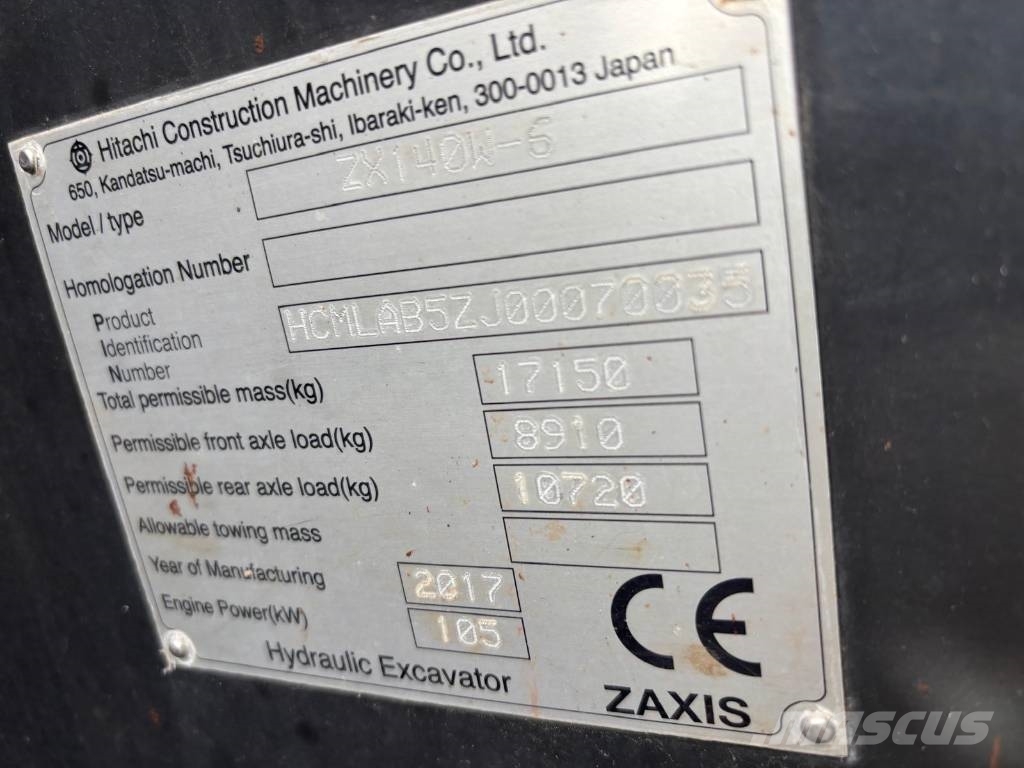 Hitachi Construction Machinery Co., Ltd.
650, Kandatsu-machi, Tsuchiura-shi, Ibaraki-ken, 300-0013 Japan
Model / type ZX140W-6
Homologation Number
Product
Identification
Number
HCMLAB5ZJ00070035
Total permissible mass(kg) 17150
Permissible front axle load(kg) 8910
Permissible rear axle load(kg) 10720
Allowable towing mass
Year of Manufacturing 2017
Engine Power(kW) 105
CE
Hydraulic Excavator
ZAXIS
MASCUS